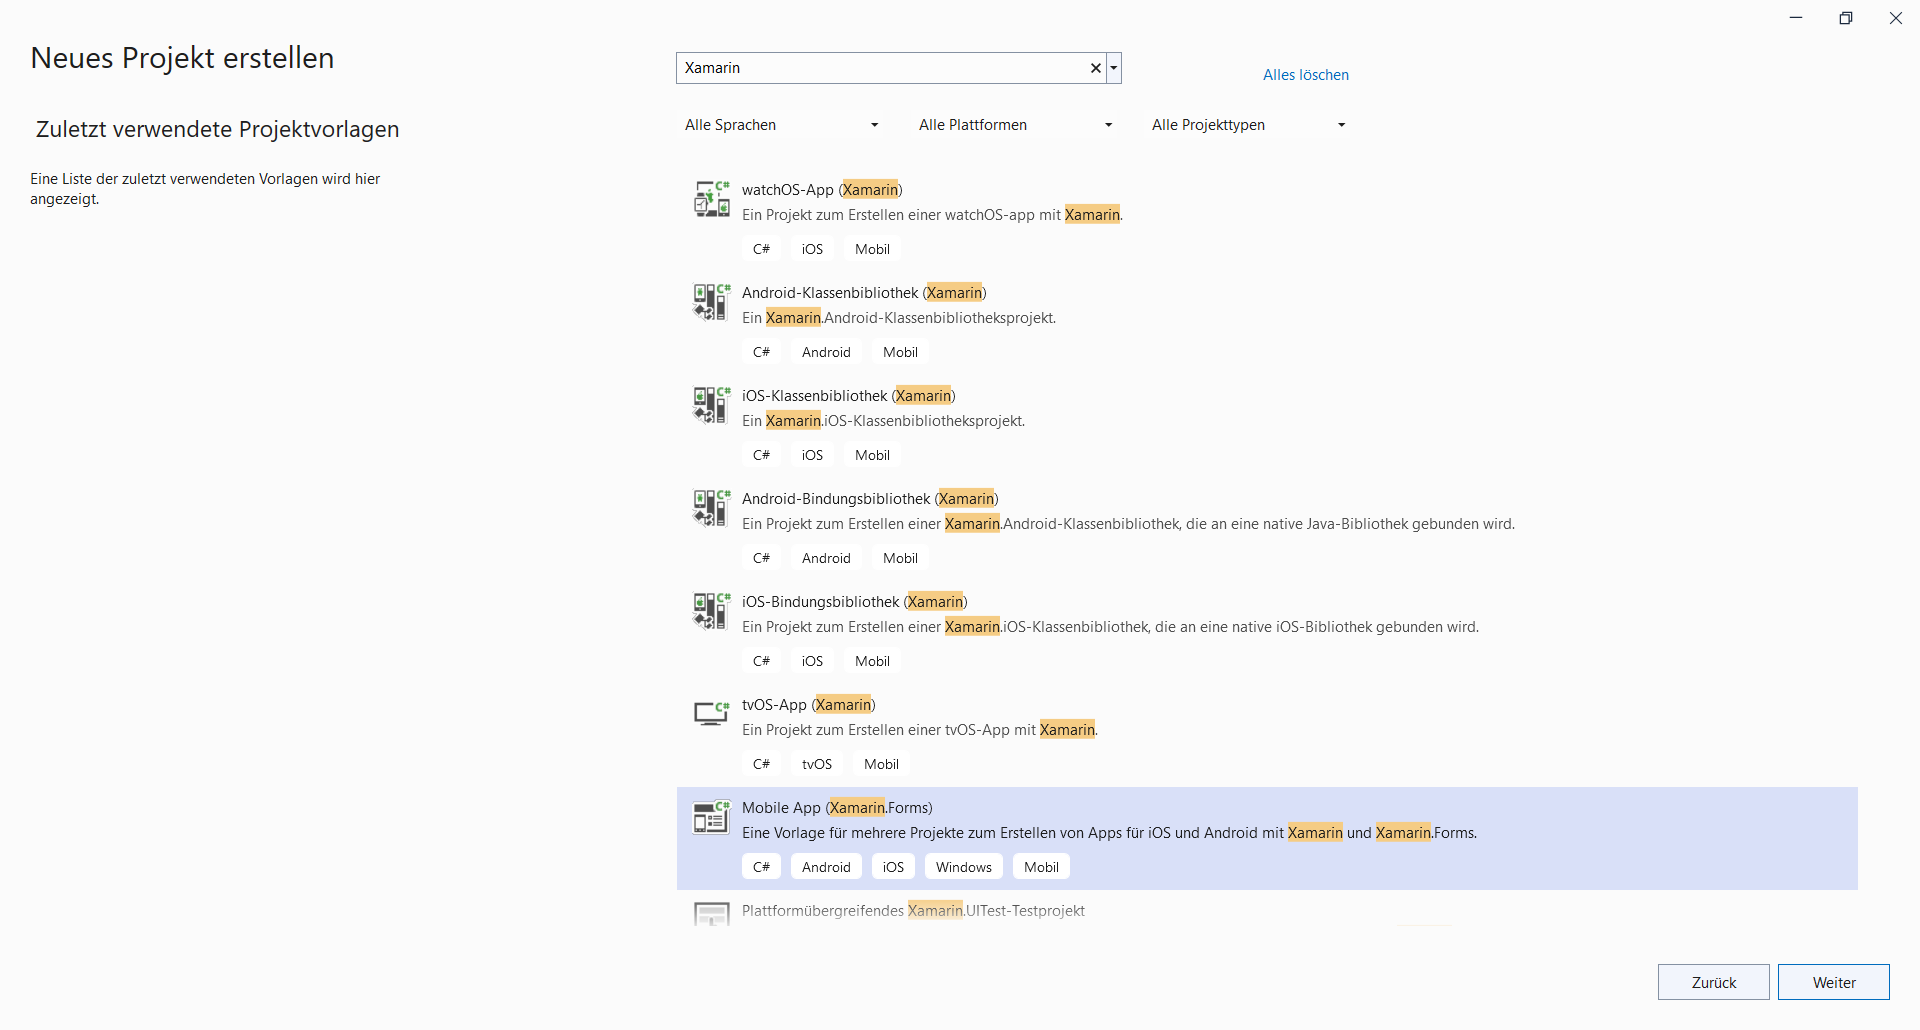 Neues Projekt erstellen
Xamarin
Alles löschen
Zuletzt verwendete Projektvorlagen
Alle Sprachen
Alle Plattformen
Alle Projekttypen
Eine Liste der zuletzt verwendeten Vorlagen wird hier
angezeigt.
C#
watchOS-App (Xamarin)
Ein Projekt zum Erstellen einer watchOS-app mit Xamarin.
C# iOS Mobil
C#
Android-Klassenbibliothek (Xamarin)
Ein Xamarin.Android-Klassenbibliotheksprojekt.
C# Android Mobil
C#
iOS-Klassenbibliothek (Xamarin)
Ein Xamarin.iOS-Klassenbibliotheksprojekt.
C# iOS Mobil
C#
Android-Bindungsbibliothek (Xamarin)
Ein Projekt zum Erstellen einer Xamarin.Android-Klassenbibliothek, die an eine native Java-Bibliothek gebunden wird.
C# Android Mobil
C#
iOS-Bindungsbibliothek (Xamarin)
Ein Projekt zum Erstellen einer Xamarin.iOS-Klassenbibliothek, die an eine native iOS-Bibliothek gebunden wird.
C# iOS Mobil
C#
tvOS-App (Xamarin)
Ein Projekt zum Erstellen einer tvOS-App mit Xamarin.
C# tvOS Mobil
C#
Mobile App (Xamarin.Forms)
Eine Vorlage für mehrere Projekte zum Erstellen von Apps für iOS und Android mit Xamarin und Xamarin.Forms.
C# Android iOS Windows Mobil
Plattformübergreifendes Xamarin.UITest-Testprojekt
Zurück
Weiter